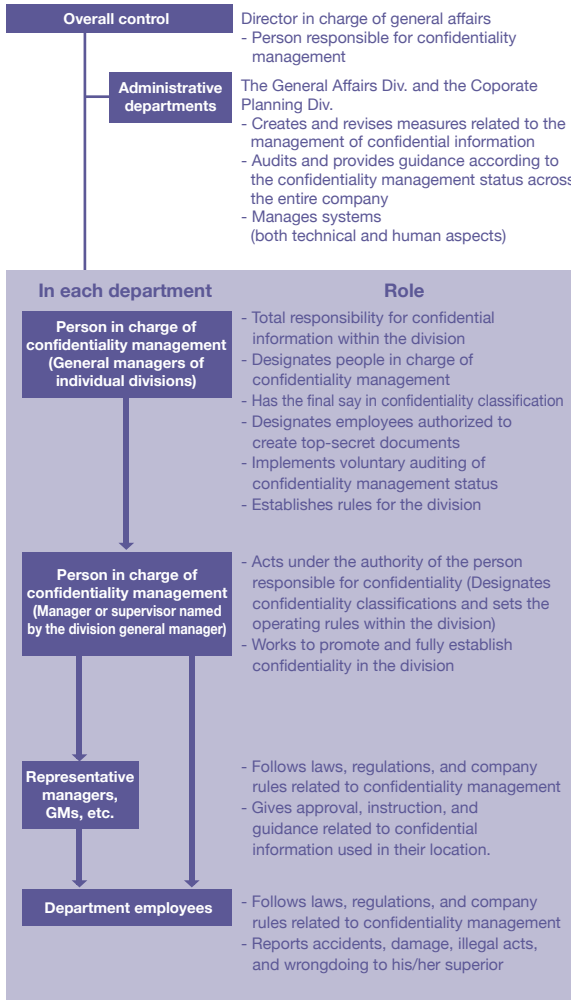 Overall control
Director in charge of general affairs
- Person responsible for confidentiality
management
Administrative
departments
The General Affairs Div. and the Coporate
Planning Div.
- Creates and revises measures related to the
management of confidential information
- Audits and provides guidance according to
the confidentiality management status across
the entire company
- Manages systems
(both technical and human aspects)
In each department
Role
Person in charge of
confidentiality management
(General managers of
individual divisions)
- Total responsibility for confidential
information within the division
- Designates people in charge of
confidentiality management
- Has the final say in confidentiality classification
- Designates employees authorized to
create top-secret documents
- Implements voluntary auditing of
confidentiality management status
- Establishes rules for the division
Person in charge of
confidentiality management
(Manager or supervisor named
by the division general manager)
- Acts under the authority of the person
responsible for confidentiality (Designates
confidentiality classifications and sets the
operating rules within the division)
- Works to promote and fully establish
confidentiality in the division
Representative
managers,
GMs, etc.
- Follows laws, regulations, and company
rules related to confidentiality management
- Gives approval, instruction, and
guidance related to confidential
information used in their location.
Department employees
- Follows laws, regulations, and company
rules related to confidentiality management
- Reports accidents, damage, illegal acts,
and wrongdoing to his/her superior